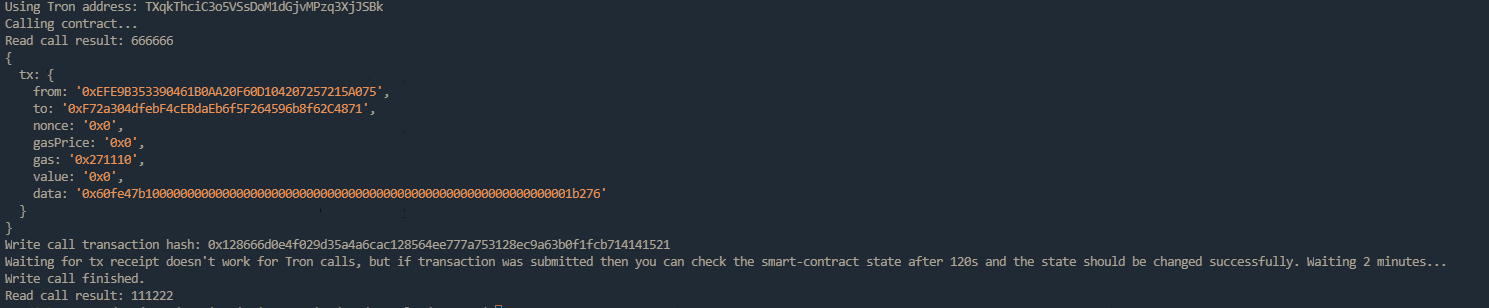 Using Tron address: TXqkThciC3o5VSsDoM1dGjvMPzq3XjJSBk
Calling contract...
Read call result: 666666
{
  tx: {
    from: '0xEFE9B353390461B0AA20F60D104207257215A075',
    to: '0xF72a304dfebF4cEBdaEb6f5F264596b8f62C4871',
    nonce: '0x0',
    gasPrice: '0x0',
    gas: '0x271110',
    value: '0x0',
    data: '0x60fe47b1000000000000000000000000000000000000000000000000000000000001b276'
  }
}
Write call transaction hash: 0x128666d0e4f029d35a4a6cac128564ee777a753128ec9a63b0f1fcb714141521
Waiting for tx receipt doesn't work for Tron calls, but if transaction was submitted then you can check the smart-contract state after 120s and the state should be changed successfully. Waiting 2 minutes...
Write call finished.
Read call result: 111222